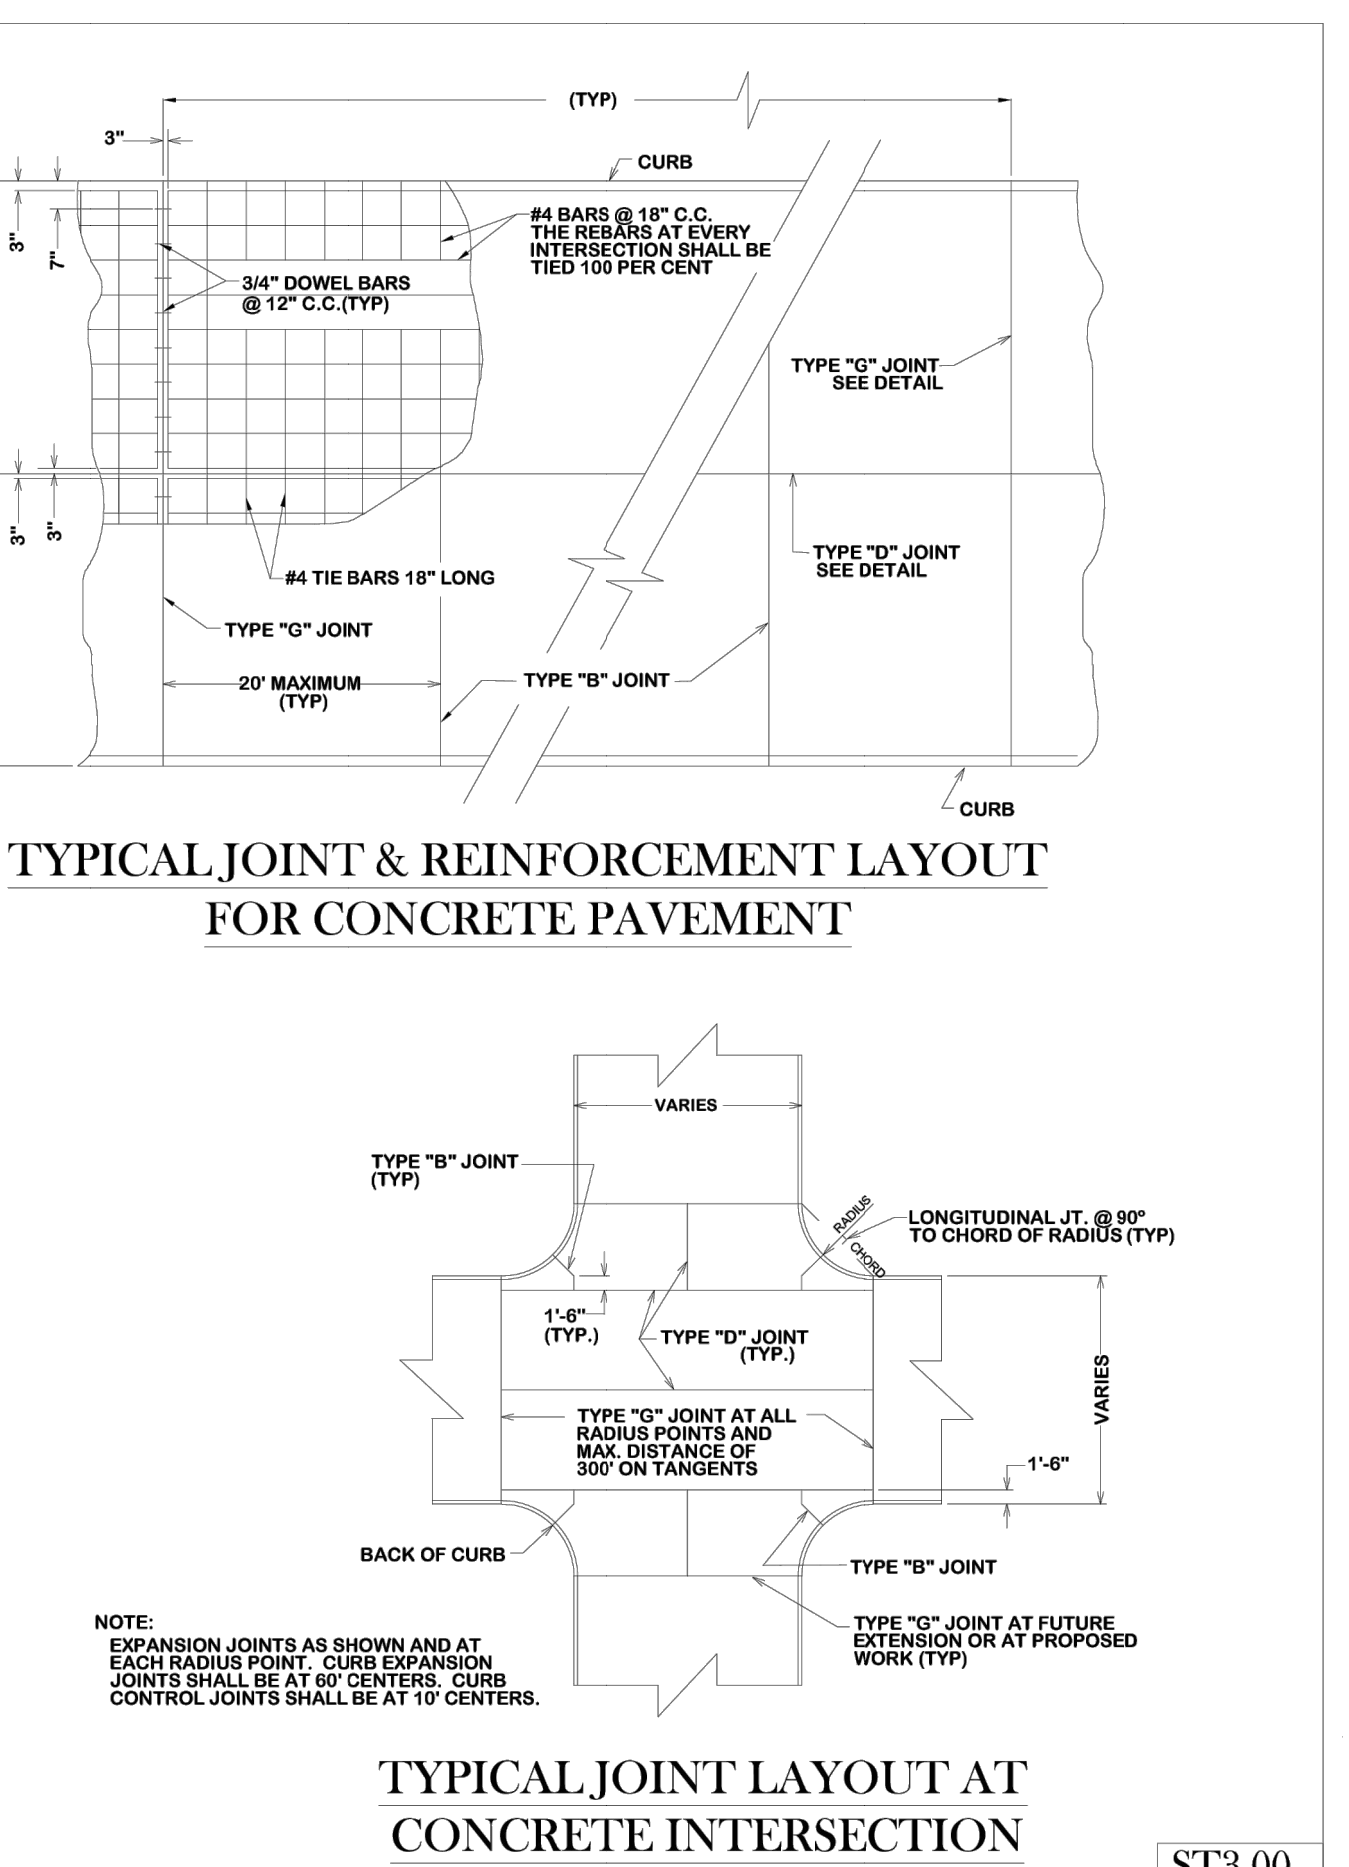 (TYP)
3"
CURB
#4 BARS @ 18" C.C.
THE REBARS AT EVERY
INTERSECTION SHALL BE
TIED 100 PER CENT
3"
7"
3/4" DOWEL BARS
@ 12" C.C.(TYP)
TYPE "G" JOINT
SEE DETAIL
3"
3"
TYPE "D" JOINT
SEE DETAIL
#4 TIE BARS 18" LONG
TYPE "G" JOINT
20' MAXIMUM
(TYP)
TYPE "B" JOINT
CURB
TYPICAL JOINT & REINFORCEMENT LAYOUT
FOR CONCRETE PAVEMENT
VARIES
TYPE "B" JOINT
(TYP)
RADIUS
CHORD
LONGITUDINAL JT. @ 90º
TO CHORD OF RADIUS (TYP)
1'-6"
(TYP.)
TYPE "D" JOINT
(TYP.)
VARIES
TYPE "G" JOINT AT ALL
RADIUS POINTS AND
MAX. DISTANCE OF
300' ON TANGENTS
1'-6"
BACK OF CURB
TYPE "B" JOINT
TYPE "G" JOINT AT FUTURE
EXTENSION OR AT PROPOSED
WORK (TYP)
NOTE:
EXPANSION JOINTS AS SHOWN AND AT
EACH RADIUS POINT. CURB EXPANSION
JOINTS SHALL BE AT 60' CENTERS. CURB
CONTROL JOINTS SHALL BE AT 10' CENTERS.
TYPICAL JOINT LAYOUT AT
CONCRETE INTERSECTION
ST3.00